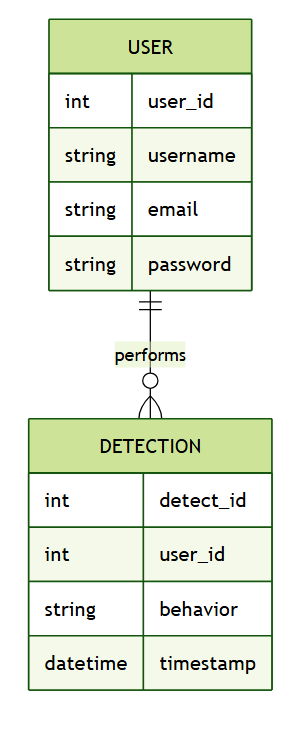 USER
int user_id
string username
string email
string password
performs
DETECTION
int detect_id
int user_id
string behavior
datetime timestamp